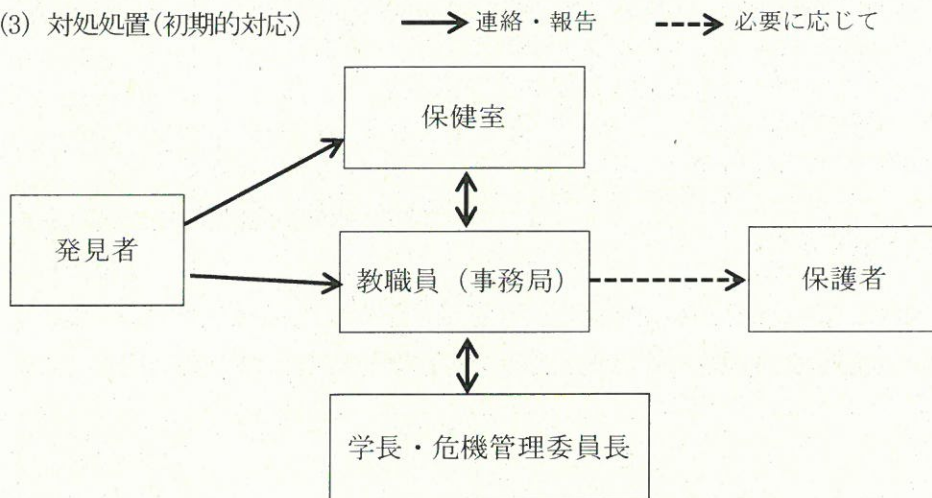 (3) 対処処置(初期的対応)
連絡・報告
必要に応じて
保健室
発見者
教職員（事務局）
保護者
学長・危機管理委員長